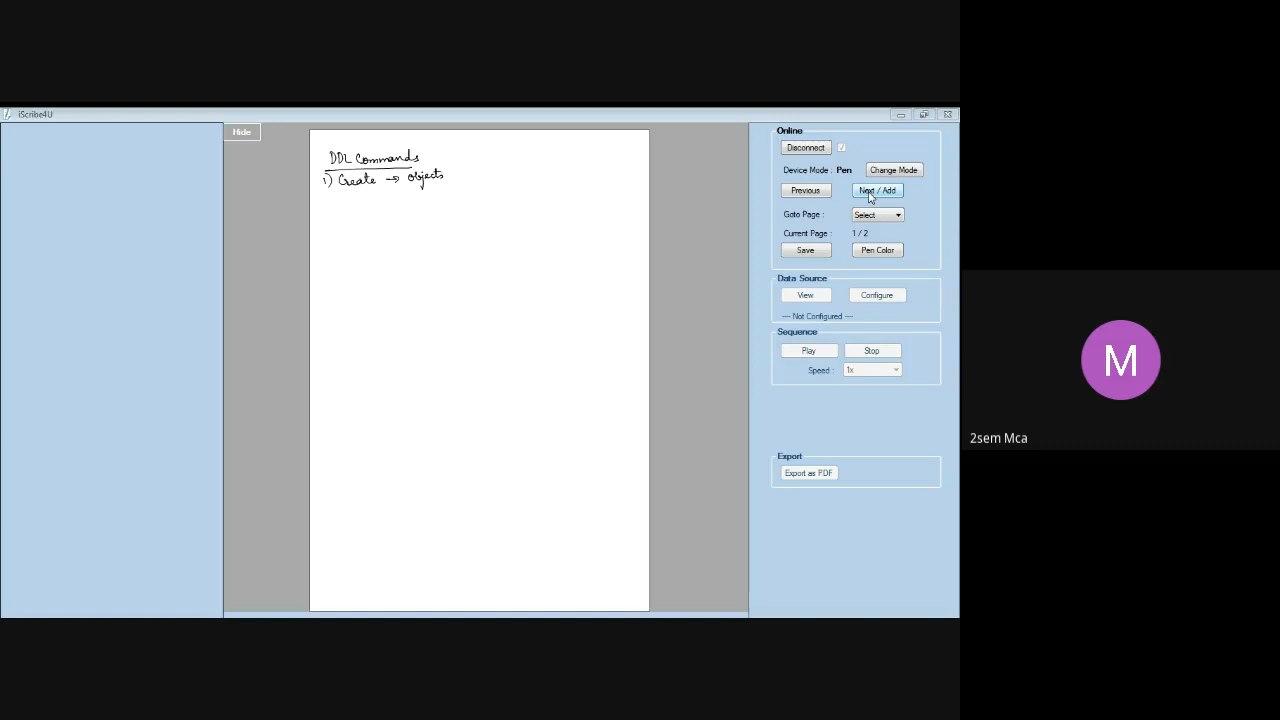 iScribe4U
Hide
DDL Commands
1) Create → objects
Online
Disconnect
Device Mode : Pen Change Mode
Previous Next / Add
Goto Page : Select
Current Page : 1 / 2
Save Pen Color
Data Source
View Configure
--- Not Configured ---
Sequence
Play Stop
Speed : 1x
Export
Export as PDF
M
2sem Mca